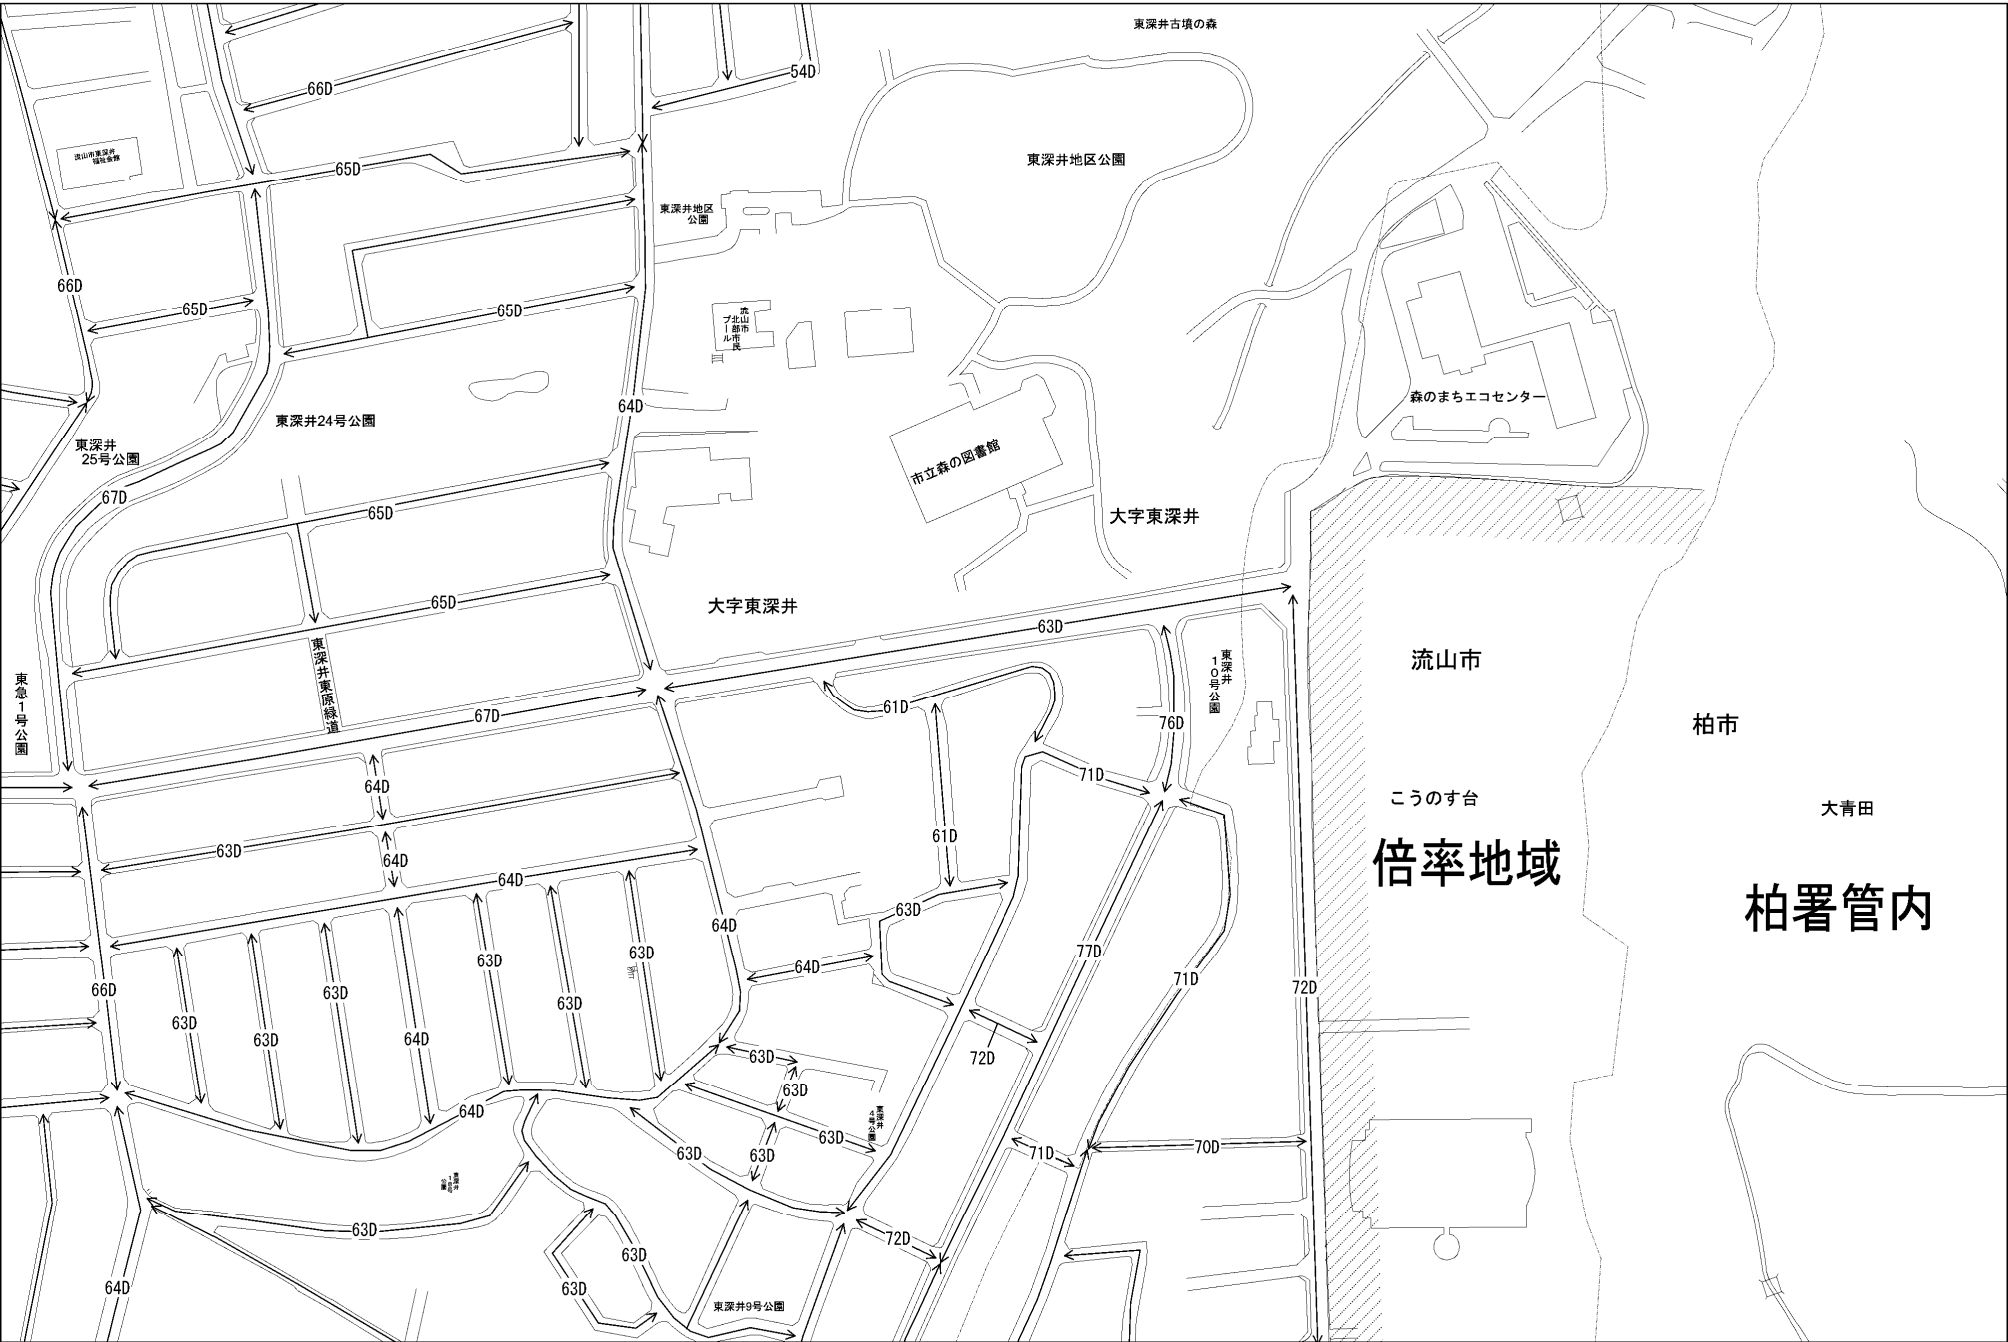 東深井古墳の森
66D
54D
流山市東深井
福祉会館
65D
東深井地区公園
東深井地区
公園
66D
65D
65D
流山市
北部市民
プール
64D
森のまちエコセンター
東深井24号公園
東深井
25号公園
市立森の図書館
67D
65D
大字東深井
65D
大字東深井
63D
東深井東原緑道
東深井
10号公園
流山市
東急1号公園
67D
61D
76D
柏市
64D
71D
こうのす台
大青田
63D
64D
61D
倍率地域
64D
63D
柏署管内
64D
63D
63D
77D
64D
71D
66D
63D
63D
72D
63D
63D
64D
63D
72D
63D
64D
63D
東深井
4号公園
63D
63D
63D
71D
70D
東深井
18号
公園
63D
63D
72D
64D
63D
東深井9号公園